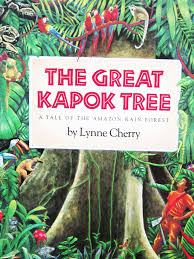 THE GREAT
KAPOK TREE
A TALE OF THE AMAZON RAIN FOREST
by Lynne Cherry